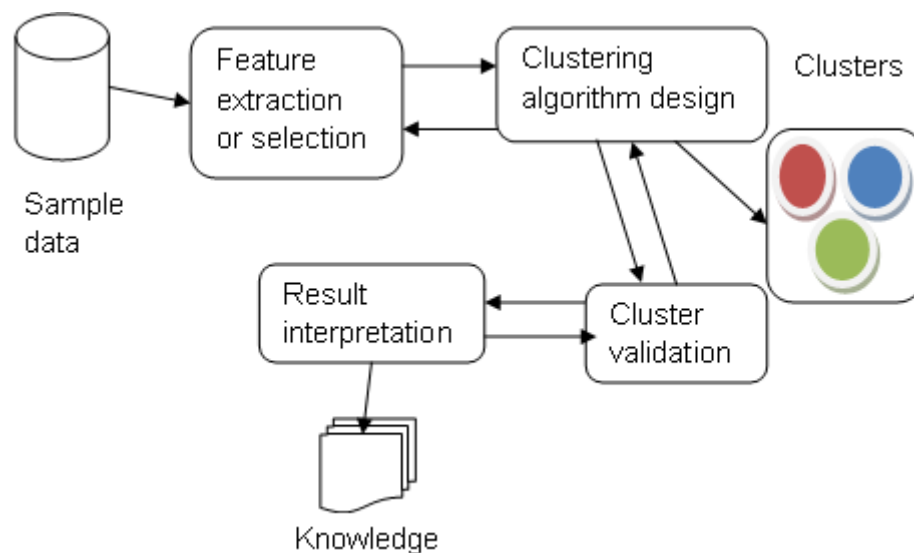 Feature
extraction
or selection
Clustering
algorithm design
Clusters
Sample
data
Result
interpretation
Cluster
validation
Knowledge